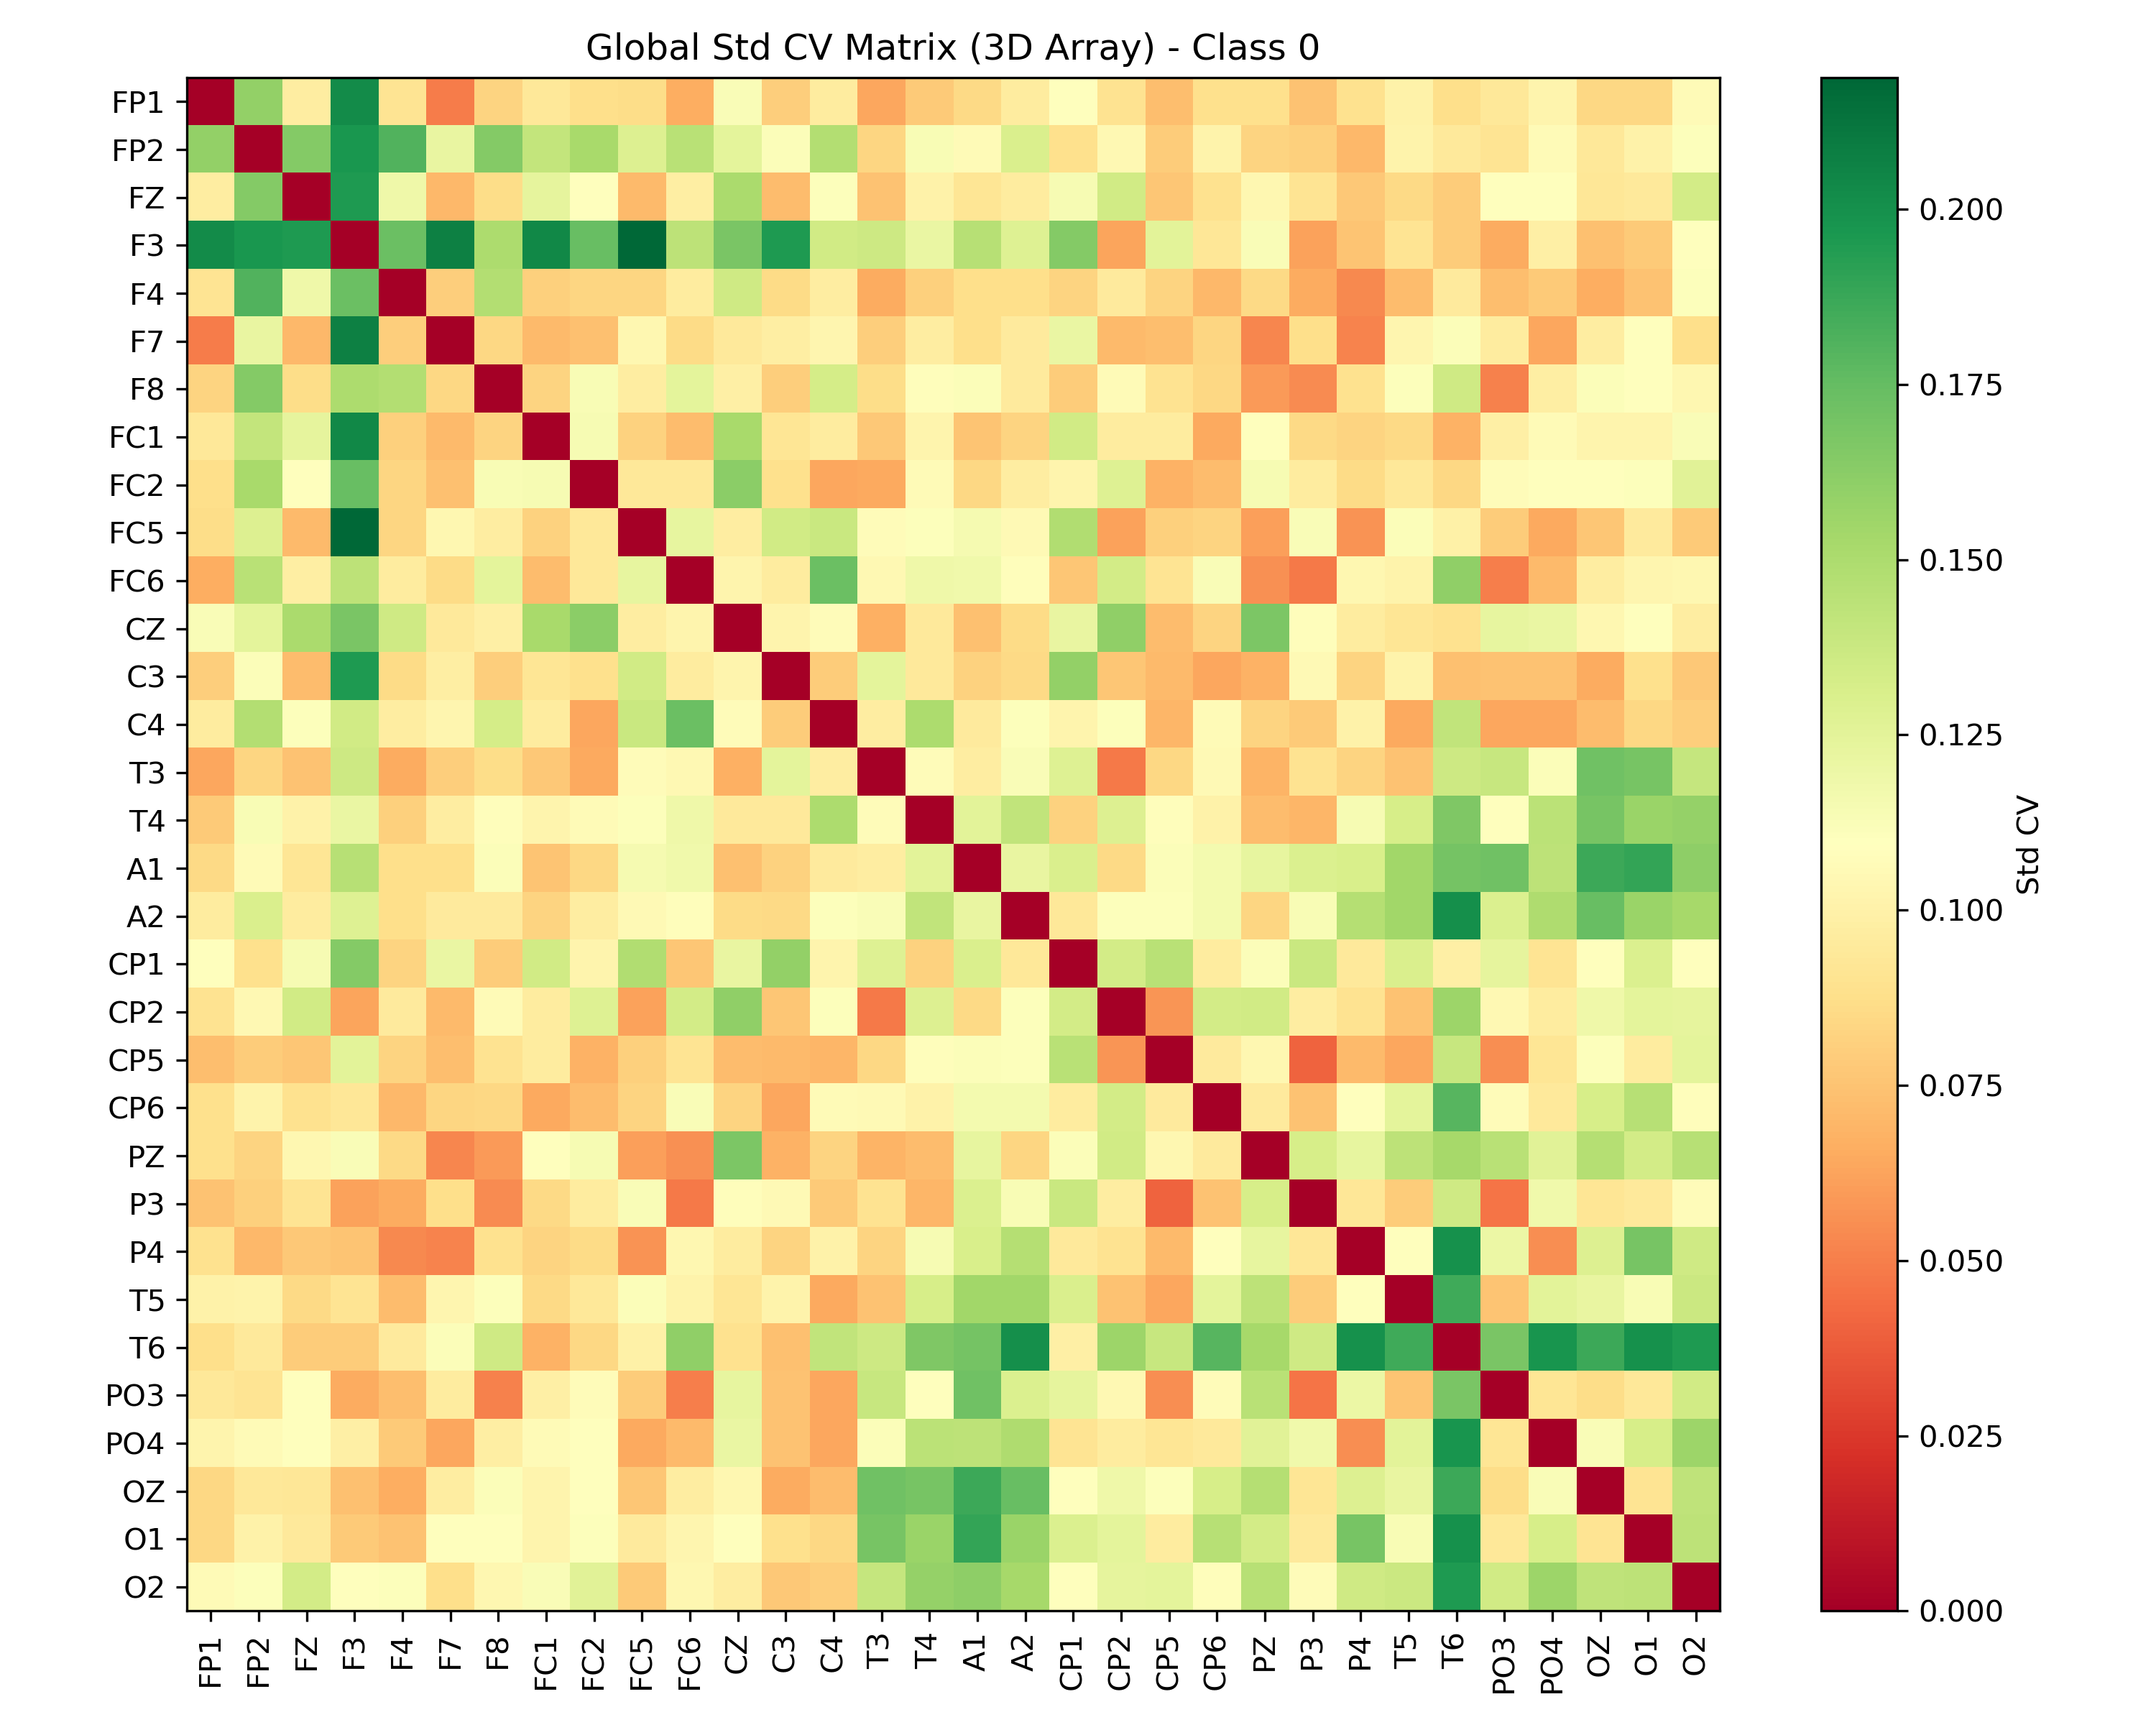 Global Std CV Matrix (3D Array) - Class 0
FP1
FP2
FZ
F3
F4
F7
F8
FC1
FC2
FC5
FC6
CZ
C3
C4
T3
T4
A1
A2
CP1
CP2
CP5
CP6
PZ
P3
P4
T5
T6
PO3
PO4
OZ
O1
O2
FP1
FP2
FZ
F3
F4
F7
F8
FC1
FC2
FC5
FC6
CZ
C3
C4
T3
T4
A1
A2
CP1
CP2
CP5
CP6
PZ
P3
P4
T5
T6
PO3
PO4
OZ
O1
O2
0.200
0.175
0.150
0.125
0.100
0.075
0.050
0.025
0.000
Std CV